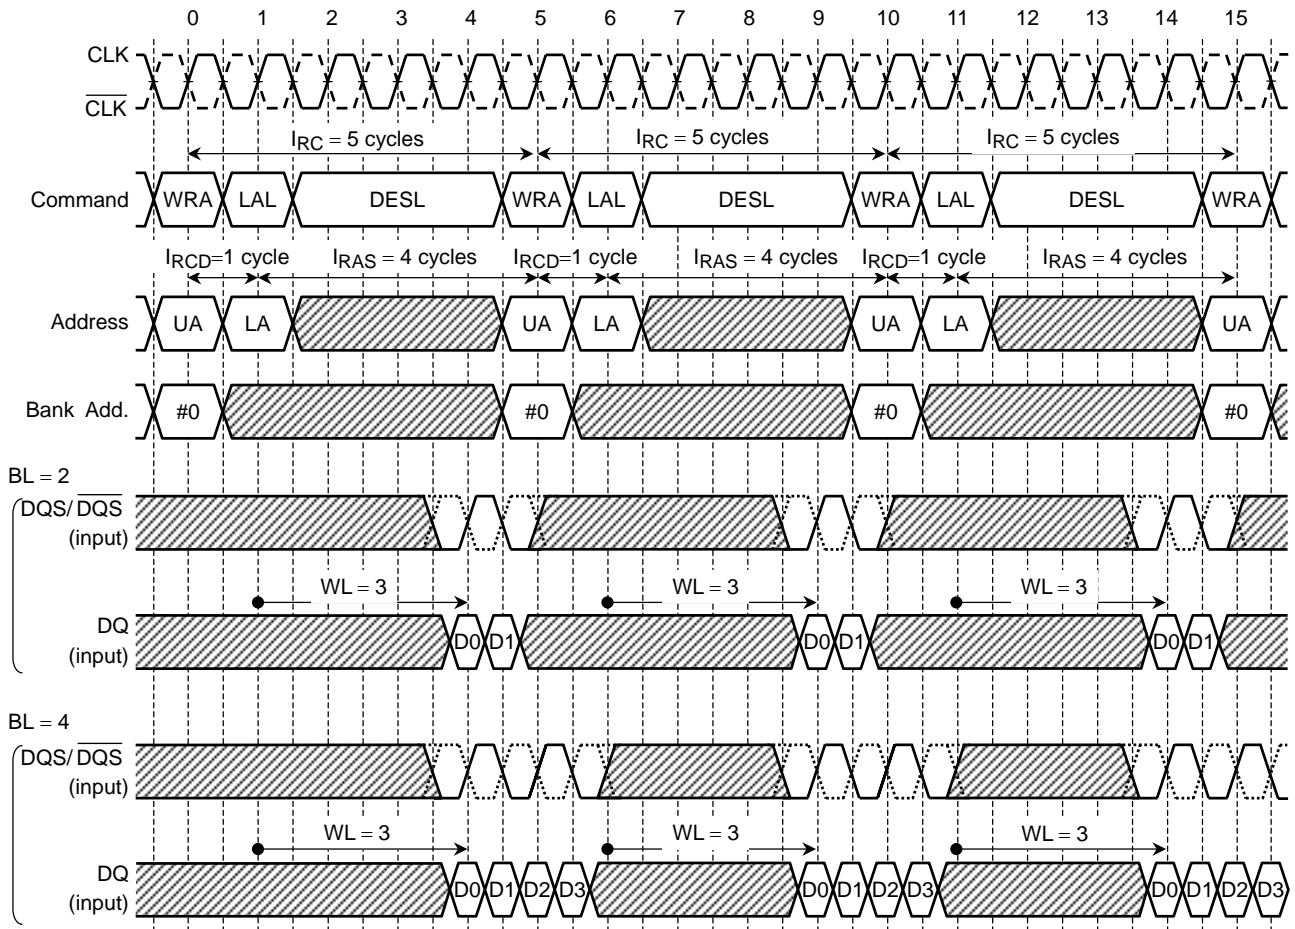 0 1 2 3 4 5 6 7 8 9 10 11 12 13 14 15
CLK
CLK
IRC = 5 cycles IRC = 5 cycles IRC = 5 cycles
Command WRA LAL DESL WRA LAL DESL WRA LAL DESL WRA
IRCD=1 cycle IRAS = 4 cycles IRCD=1 cycle IRAS = 4 cycles IRCD=1 cycle IRAS = 4 cycles
Address UA LA UA LA UA LA UA
Bank Add. #0 #0 #0 #0
BL = 2
DQS/ DQS
(input)
WL = 3 WL = 3 WL = 3
DQ
(input)
D0 D1 D0 D1 D0 D1
BL = 4
DQS/ DQS
(input)
WL = 3 WL = 3 WL = 3
DQ
(input)
D0 D1 D2 D3 D0 D1 D2 D3 D0 D1 D2 D3